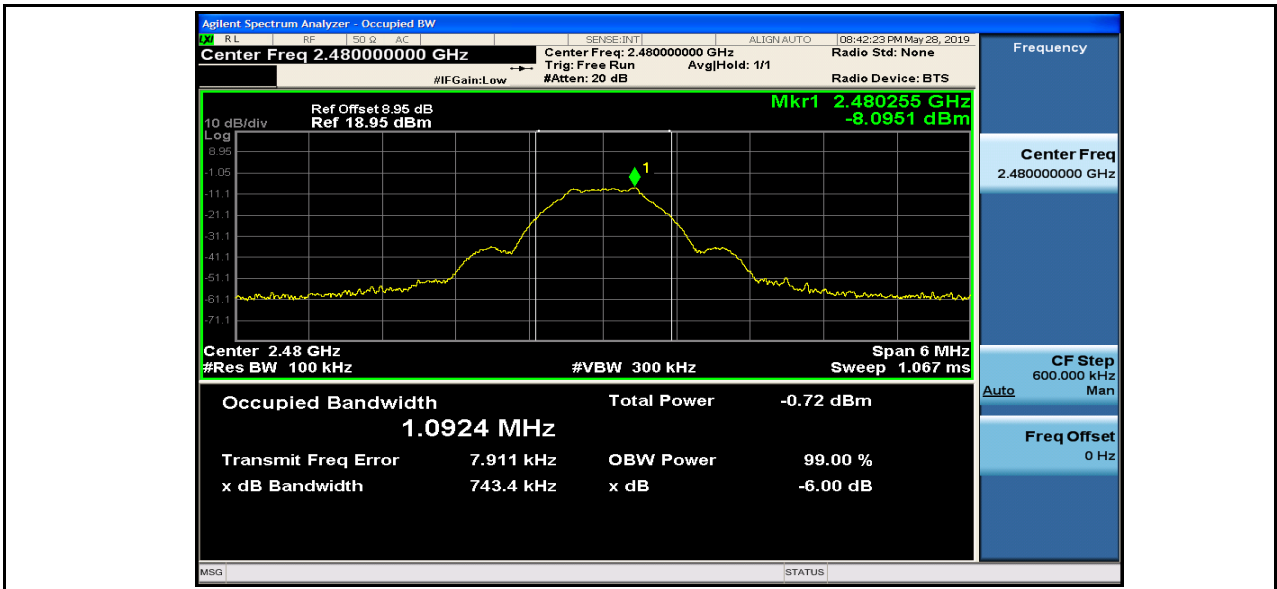 Agilent Spectrum Analyzer - Occupied BW
LXI RL RF 50 Ω AC SENSE:INT ALIGN AUTO 08:42:23 PM May 28, 2019
Center Freq 2.480000000 GHz
Center Freq: 2.480000000 GHz
Radio Std: None
Trig: Free Run Avg|Hold: 1/1
#IFGain:Low #Atten: 20 dB Radio Device: BTS
Frequency
Mkr1 2.480255 GHz
-8.0951 dBm
Ref Offset 8.95 dB
10 dB/div Ref 18.95 dBm
Log
8.95
-1.05
-11.1
-21.1
-31.1
-41.1
-51.1
-61.1
-71.1
1
Center 2.48 GHz Span 6 MHz
#Res BW 100 kHz #VBW 300 kHz Sweep 1.067 ms
Occupied Bandwidth Total Power -0.72 dBm
1.0924 MHz
Transmit Freq Error 7.911 kHz OBW Power 99.00 %
x dB Bandwidth 743.4 kHz x dB -6.00 dB
Center Freq
2.480000000 GHz
CF Step
600.000 kHz
Auto Man
Freq Offset
0 Hz
MSG STATUS